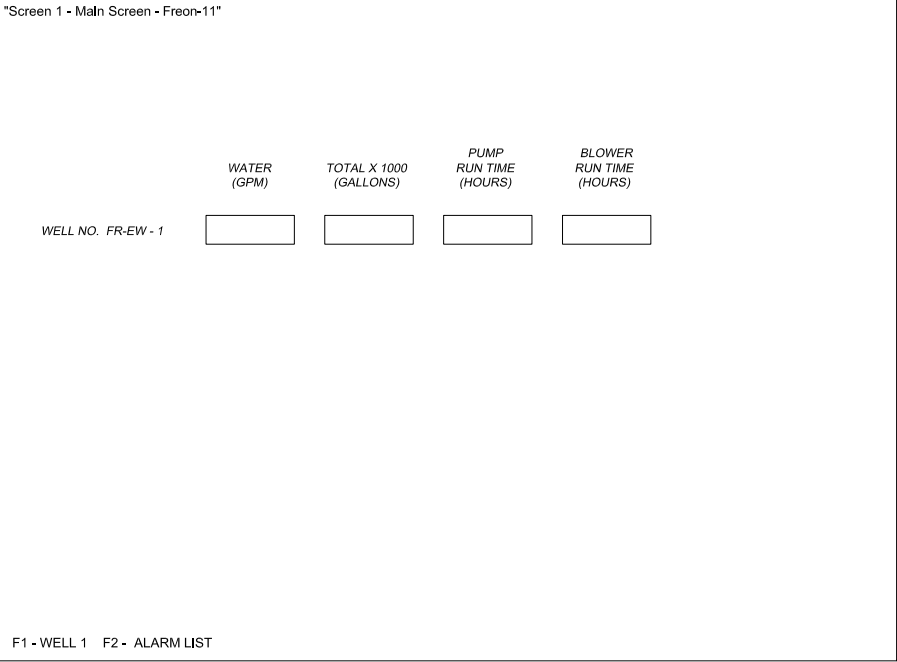 "Screen 1 - Main Screen - Freon-11"
PUMP BLOWER
WATER TOTAL X 1000 RUN TIME RUN TIME
(GPM) (GALLONS) (HOURS) (HOURS)
WELL NO. FR-EW - 1
F1 - WELL 1 F2 - ALARM LIST